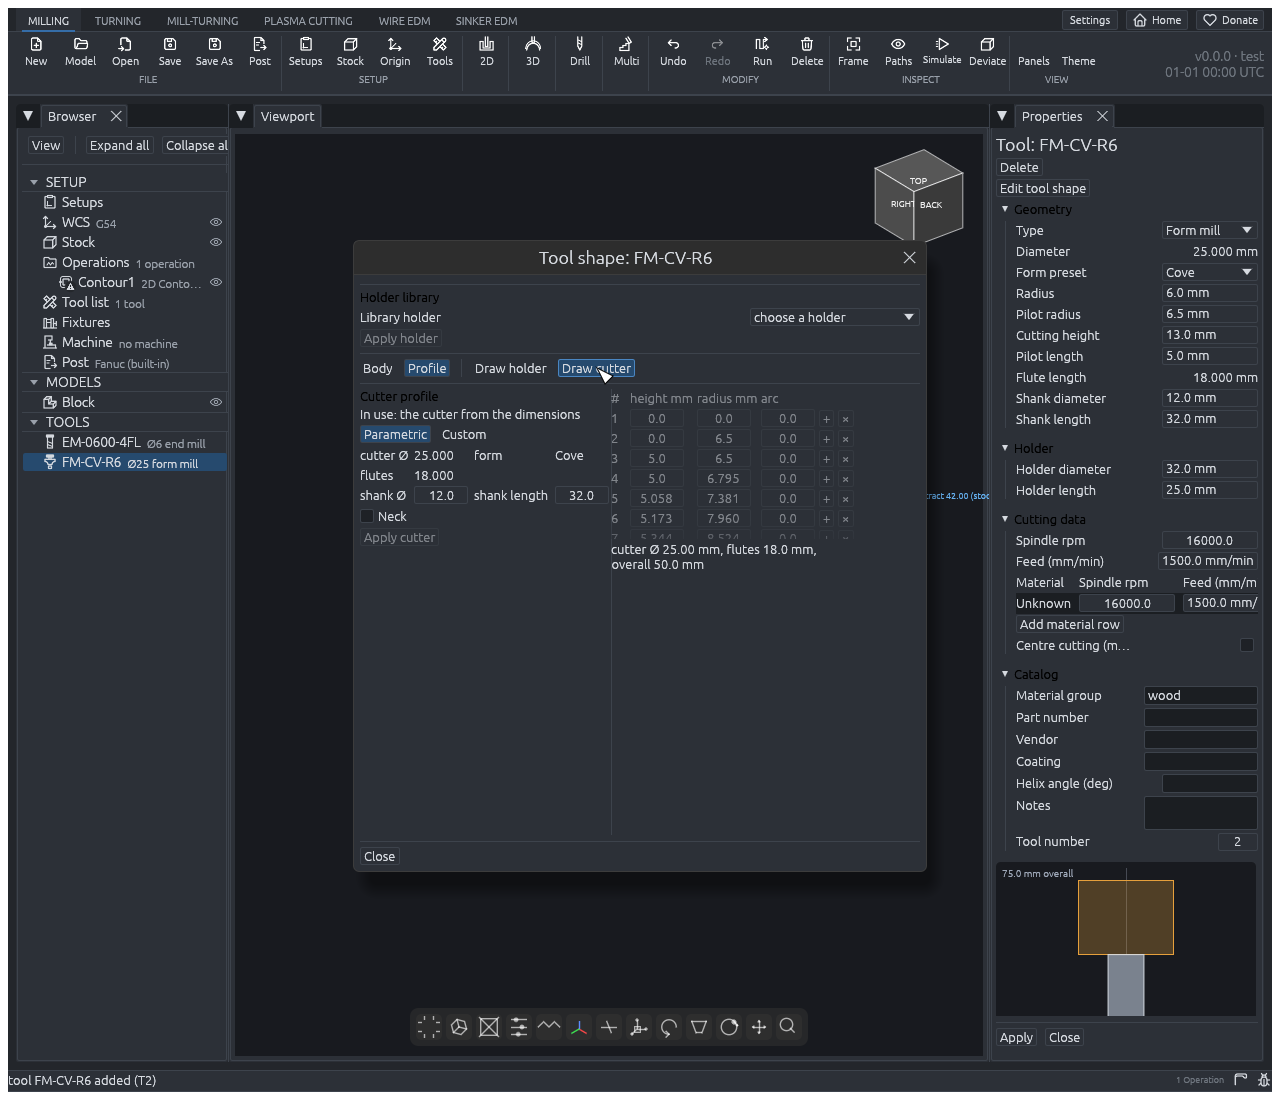 MILLING TURNING MILL-TURNING PLASMA CUTTING WIRE EDM SINKER EDM Settings Home Donate
New Model Open Save Save As Post Setups Stock Origin Tools 2D 3D Drill Multi Undo Redo Run Delete Frame Paths Simulate Deviate Panels Theme
FILE SETUP MODIFY INSPECT VIEW
v0.0.0 · test
01-01 00:00 UTC
Browser
View Expand all Collapse al
SETUP
Setups
WCS G54
Stock
Operations 1 operation
Contour1 2D Conto...
Tool list 1 tool
Fixtures
Machine no machine
Post Fanuc (built-in)
MODELS
Block
TOOLS
EM-0600-4FL Ø6 end mill
FM-CV-R6 Ø25 form mill
Viewport
TOP
RIGHT BACK
tract 42.00 (stoc
Tool shape: FM-CV-R6
Holder library
Library holder choose a holder
Apply holder
Body Profile Draw holder Draw cutter
Cutter profile
In use: the cutter from the dimensions
Parametric Custom
cutter Ø 25.000 form Cove
flutes 18.000
shank Ø 12.0 shank length 32.0
Neck
Apply cutter
# height mm radius mm arc
1 0.0 0.0 0.0 + ×
2 0.0 6.5 0.0 + ×
3 5.0 6.5 0.0 + ×
4 5.0 6.795 0.0 + ×
5 5.058 7.381 0.0 + ×
6 5.173 7.960 0.0 + ×
7 5.344 8.524 0.0 + ×
cutter Ø 25.00 mm, flutes 18.0 mm,
overall 50.0 mm
Close
Properties
Tool: FM-CV-R6
Delete
Edit tool shape
Geometry
Type Form mill
Diameter 25.000 mm
Form preset Cove
Radius 6.0 mm
Pilot radius 6.5 mm
Cutting height 13.0 mm
Pilot length 5.0 mm
Flute length 18.000 mm
Shank diameter 12.0 mm
Shank length 32.0 mm
Holder
Holder diameter 32.0 mm
Holder length 25.0 mm
Cutting data
Spindle rpm 16000.0
Feed (mm/min) 1500.0 mm/min
Material Spindle rpm Feed (mm/m
Unknown 16000.0 1500.0 mm/
Add material row
Centre cutting (m...
Catalog
Material group wood
Part number
Vendor
Coating
Helix angle (deg)
Notes
Tool number 2
75.0 mm overall
Apply Close
tool FM-CV-R6 added (T2)
1 Operation